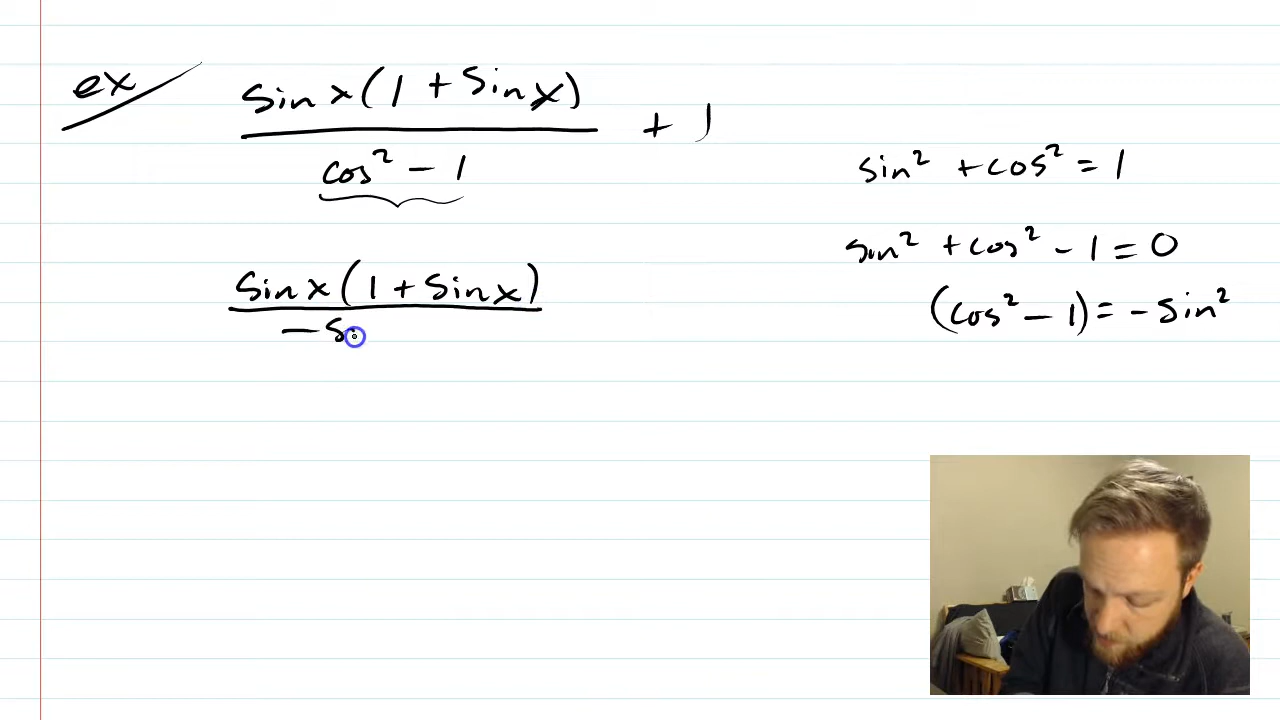 ex
sin x (1 + sin x)
+ 1
cos² − 1
sin² + cos² = 1
sin² + cos² − 1 = 0
sin x (1 + sin x)
(cos² − 1) = − sin²
− si